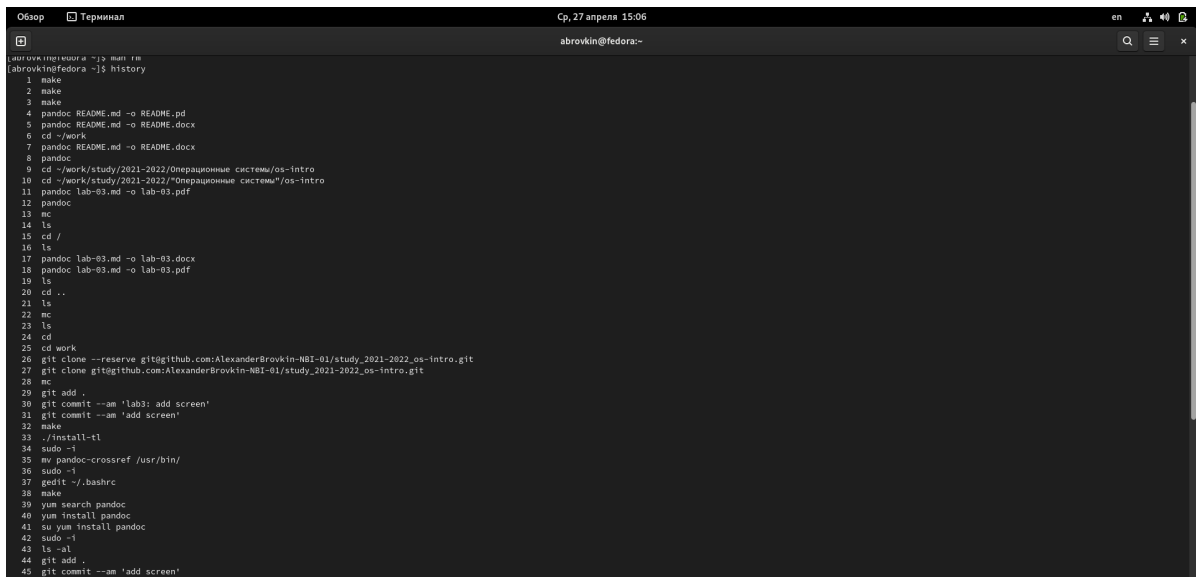 Обзор Терминал Ср, 27 апреля 15:06 en
abrovkin@fedora:~
[abrovkin@fedora ~]$ man rm
[abrovkin@fedora ~]$ history
1 make
2 make
3 make
4 pandoc README.md -o README.pd
5 pandoc README.md -o README.docx
6 cd ~/work
7 pandoc README.md -o README.docx
8 pandoc
9 cd ~/work/study/2021-2022/Операционные системы/os-intro
10 cd ~/work/study/2021-2022/"Операционные системы"/os-intro
11 pandoc lab-03.md -o lab-03.pdf
12 pandoc
13 mc
14 ls
15 cd /
16 ls
17 pandoc lab-03.md -o lab-03.docx
18 pandoc lab-03.md -o lab-03.pdf
19 ls
20 cd ..
21 ls
22 mc
23 ls
24 cd
25 cd work
26 git clone --reserve git@github.com:AlexanderBrovkin-NBI-01/study_2021-2022_os-intro.git
27 git clone git@github.com:AlexanderBrovkin-NBI-01/study_2021-2022_os-intro.git
28 mc
29 git add .
30 git commit --am 'lab3: add screen'
31 git commit --am 'add screen'
32 make
33 ./install-tl
34 sudo -i
35 mv pandoc-crossref /usr/bin/
36 sudo -i
37 gedit ~/.bashrc
38 make
39 yum search pandoc
40 yum install pandoc
41 su yum install pandoc
42 sudo -i
43 ls -al
44 git add .
45 git commit --am 'add screen'